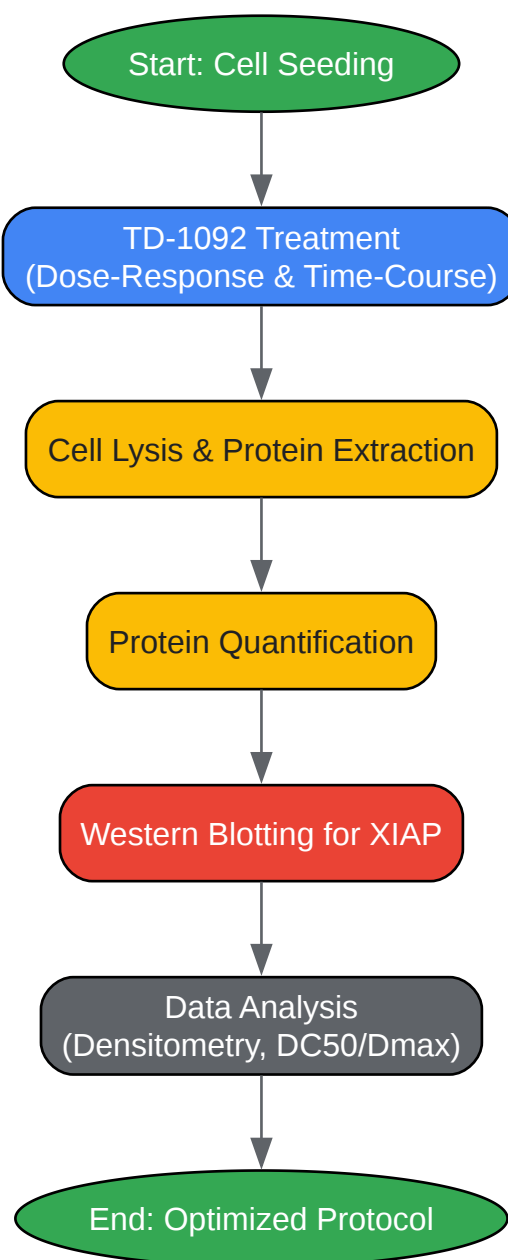 Start: Cell Seeding
TD-1092 Treatment
(Dose-Response & Time-Course)
Cell Lysis & Protein Extraction
Protein Quantification
Western Blotting for XIAP
Data Analysis
(Densitometry, DC50/Dmax)
End: Optimized Protocol